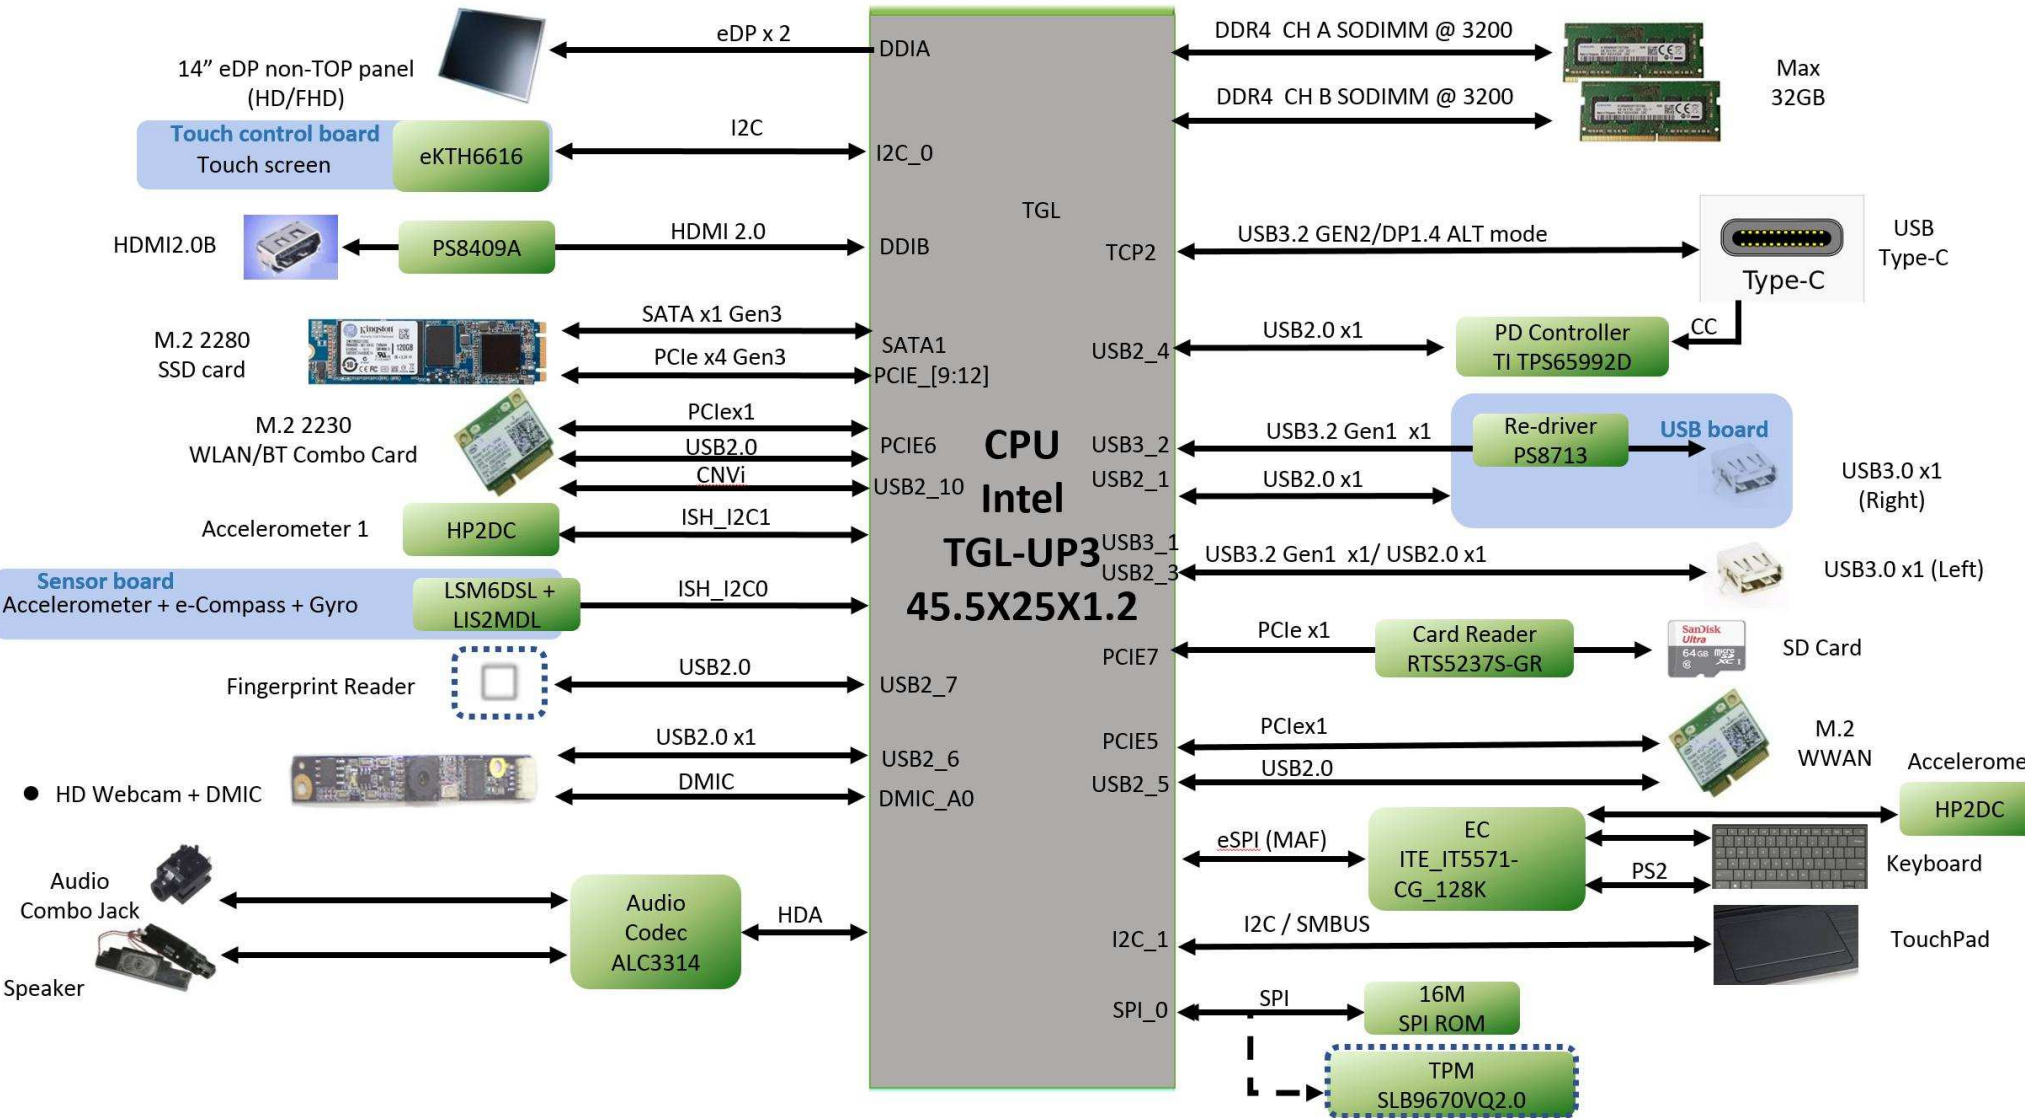 eDP x 2
14” eDP non-TOP panel
(HD/FHD)
DDIA
Touch control board
Touch screen
eKTH6616
I2C
I2C_0
HDMI2.0B
PS8409A
HDMI 2.0
DDIB
M.2 2280
SSD card
Kingston
120GB
SATA x1 Gen3
SATA1
PCIe x4 Gen3
PCIE_[9:12]
M.2 2230
WLAN/BT Combo Card
PCIex1
PCIE6
USB2.0
CNVi
USB2_10
Accelerometer 1
HP2DC
ISH_I2C1
Sensor board
Accelerometer + e-Compass + Gyro
LSM6DSL +
LIS2MDL
ISH_I2C0
Fingerprint Reader
USB2.0
USB2_7
HD Webcam + DMIC
USB2.0 x1
USB2_6
DMIC
DMIC_A0
Audio
Combo Jack
Speaker
Audio
Codec
ALC3314
HDA
TGL
CPU
Intel
TGL-UP3
45.5X25X1.2
DDR4 CH A SODIMM @ 3200
DDR4 CH B SODIMM @ 3200
Max
32GB
TCP2
USB3.2 GEN2/DP1.4 ALT mode
Type-C
USB
Type-C
USB2_4
USB2.0 x1
PD Controller
TI TPS65992D
CC
USB3_2
USB3.2 Gen1 x1
Re-driver
PS8713
USB board
USB2_1
USB2.0 x1
USB3.0 x1
(Right)
USB3_1
USB2_3
USB3.2 Gen1 x1/ USB2.0 x1
USB3.0 x1 (Left)
PCIE7
PCIe x1
Card Reader
RTS5237S-GR
SanDisk
Ultra
64GB micro
XC I
SD Card
PCIE5
PCIex1
USB2_5
USB2.0
M.2
WWAN
Accelerome
HP2DC
eSPI (MAF)
EC
ITE_IT5571-
CG_128K
PS2
Keyboard
I2C_1
I2C / SMBUS
TouchPad
SPI_0
SPI
16M
SPI ROM
TPM
SLB9670VQ2.0